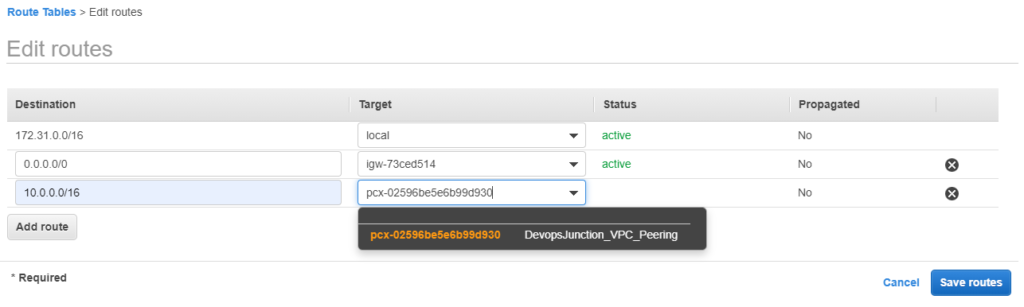 Route Tables > Edit routes
Edit routes
Destination Target Status Propagated
172.31.0.0/16 local active No
0.0.0.0/0 igw-73ced514 active No
10.0.0.0/16 pcx-02596be5e6b99d930 No
Add route
pcx-02596be5e6b99d930 DevopsJunction_VPC_Peering
* Required
Cancel Save routes